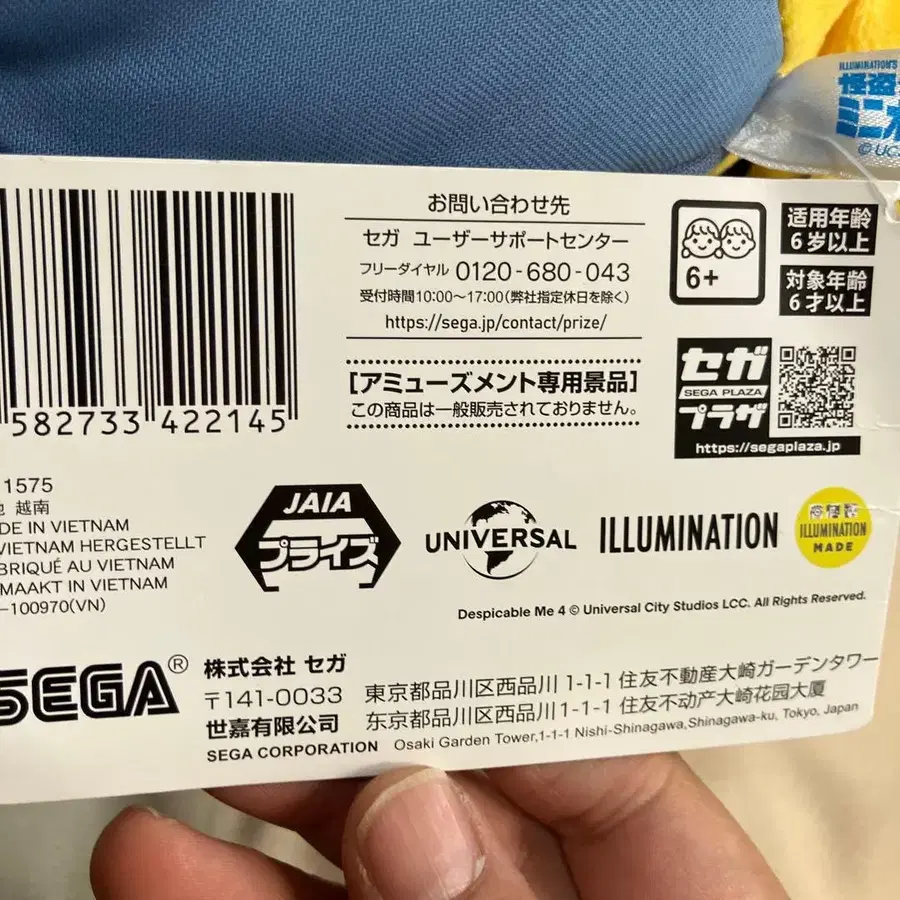 ILLUMINATION'S
怪盗
ミニオ
© UC
582733 422145
お問い合わせ先
セガ ユーザーサポートセンター
フリーダイヤル 0120-680-043
受付時間10:00〜17:00(弊社指定休日を除く)
https://sega.jp/contact/prize/
[アミューズメント専用景品]
この商品は一般販売されておりません。
6+
适用年龄
6岁以上
対象年齢
6才以上
セガ
SEGA PLAZA
プラザ
https://segaplaza.jp
1575
越南
DE IN VIETNAM
VIETNAM HERGESTELLT
BRIQUÉ AU VIETNAM
MAAKT IN VIETNAM
-100970(VN)
JAIA
プライズ
UNIVERSAL
ILLUMINATION
ILLUMINATION
MADE
Despicable Me 4 © Universal City Studios LCC. All Rights Reserved.
SEGA®
株式会社 セガ
〒141-0033 東京都品川区西品川 1-1-1 住友不動産大崎ガーデンタワー
世嘉有限公司 东京都品川区西品川1-1-1 住友不动产大崎花园大厦
SEGA CORPORATION Osaki Garden Tower,1-1-1 Nishi-Shinagawa,Shinagawa-ku, Tokyo, Japan